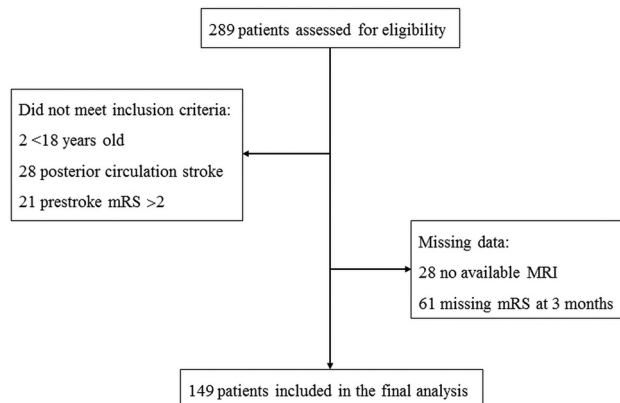 289 patients assessed for eligibility
Did not meet inclusion criteria:
2 <18 years old
28 posterior circulation stroke
21 prestroke mRS >2
Missing data:
28 no available MRI
61 missing mRS at 3 months
149 patients included in the final analysis